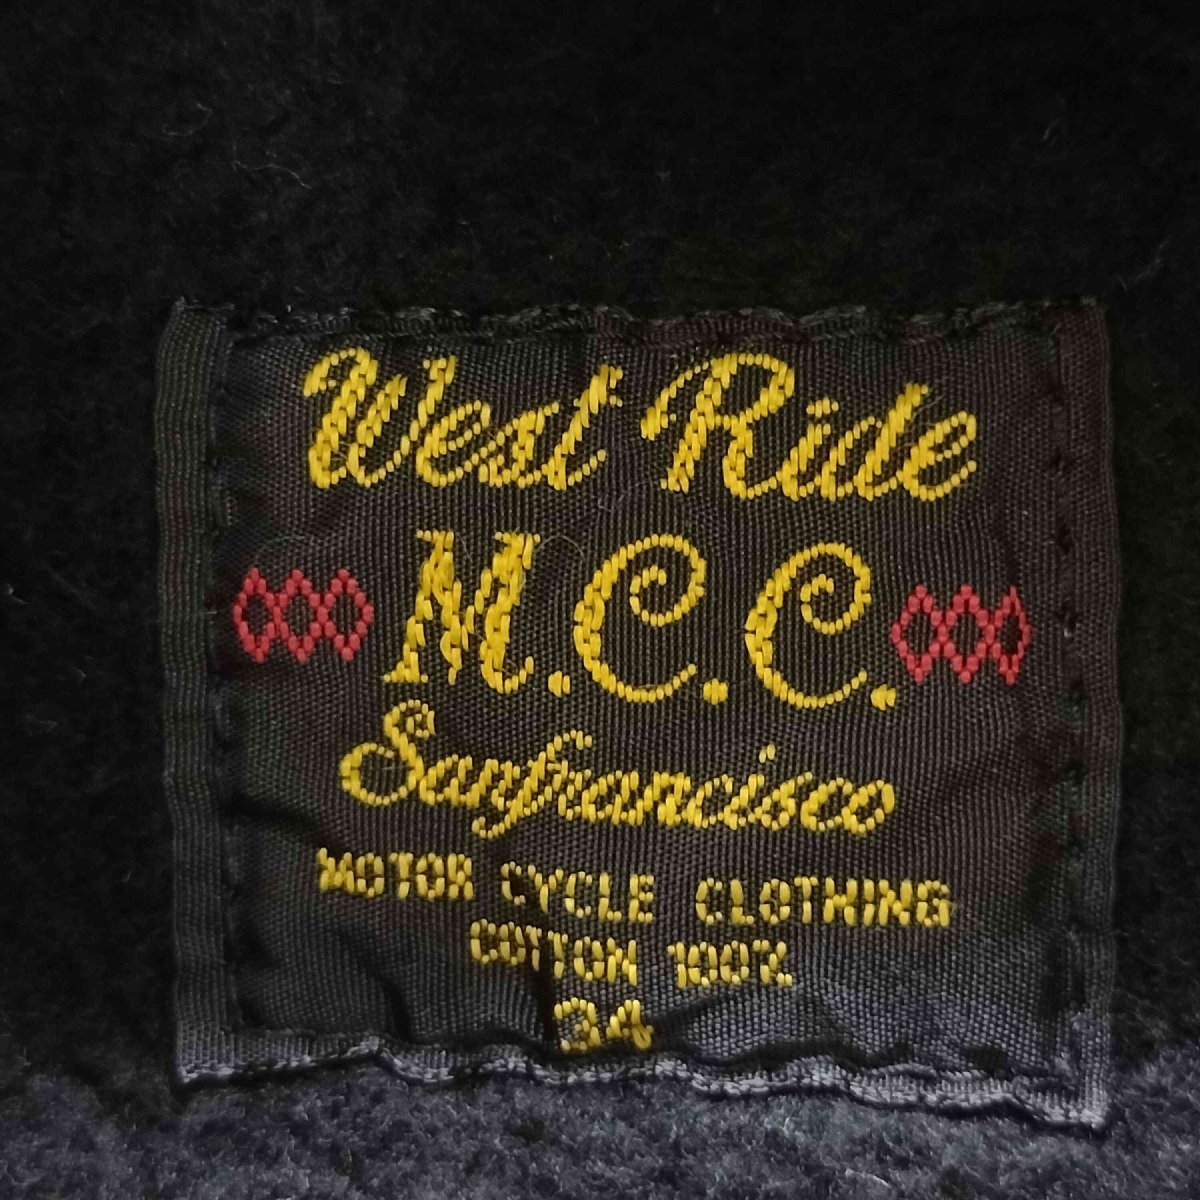 West Ride
M.C.C.
Sanfrancisco
MOTOR CYCLE CLOTHING
COTTON 100%
34